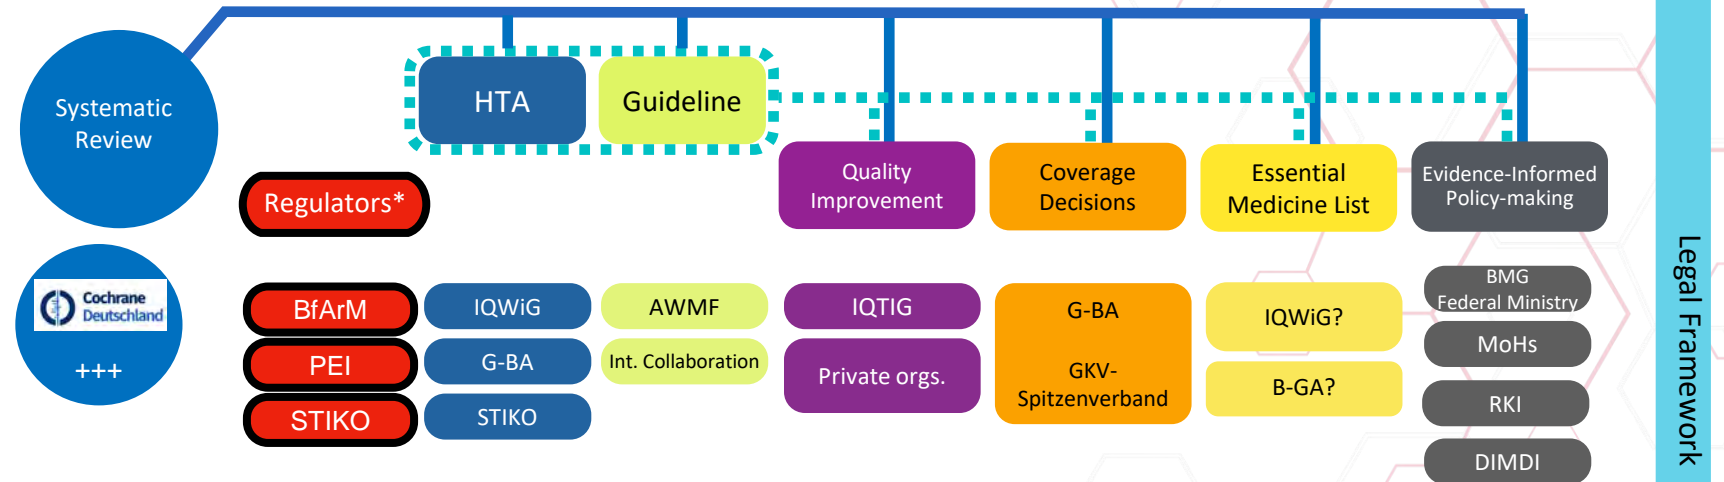 Systematic
Review
HTA
Guideline
Regulators*
Quality
Improvement
Coverage
Decisions
Essential
Medicine List
Evidence-Informed
Policy-making
Cochrane
Deutschland
+++
BfArM
PEI
STIKO
IQWiG
G-BA
STIKO
AWMF
Int. Collaboration
IQTIG
Private orgs.
G-BA
GKV-
Spitzenverband
IQWiG?
B-GA?
BMG
Federal Ministry
MoHs
RKI
DIMDI
Legal Framework